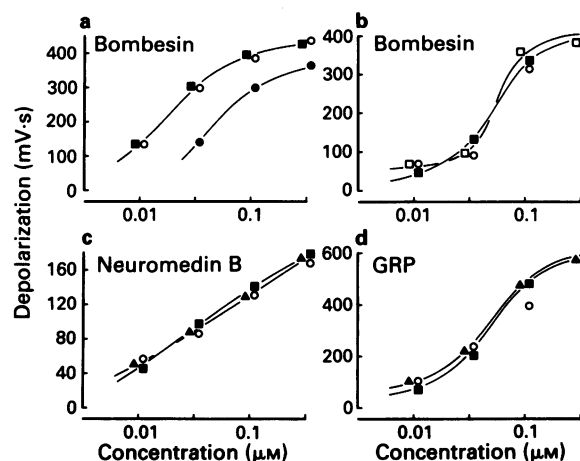 a
Bombesin
400
300
200
100
0
0.01 0.1
b
Bombesin
400
300
200
100
0
0.01 0.1
Depolarization (mV·s)
c
Neuromedin B
160
120
80
40
0
0.01 0.1
Concentration (μM)
d
GRP
600
400
200
0
0.01 0.1
Concentration (μM)